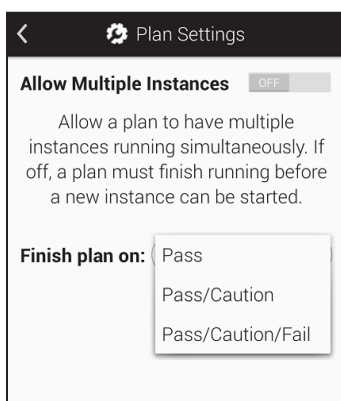 Plan Settings
Allow Multiple Instances OFF
Allow a plan to have multiple
instances running simultaneously. If
off, a plan must finish running before
a new instance can be started.
Finish plan on: Pass
Pass/Caution
Pass/Caution/Fail